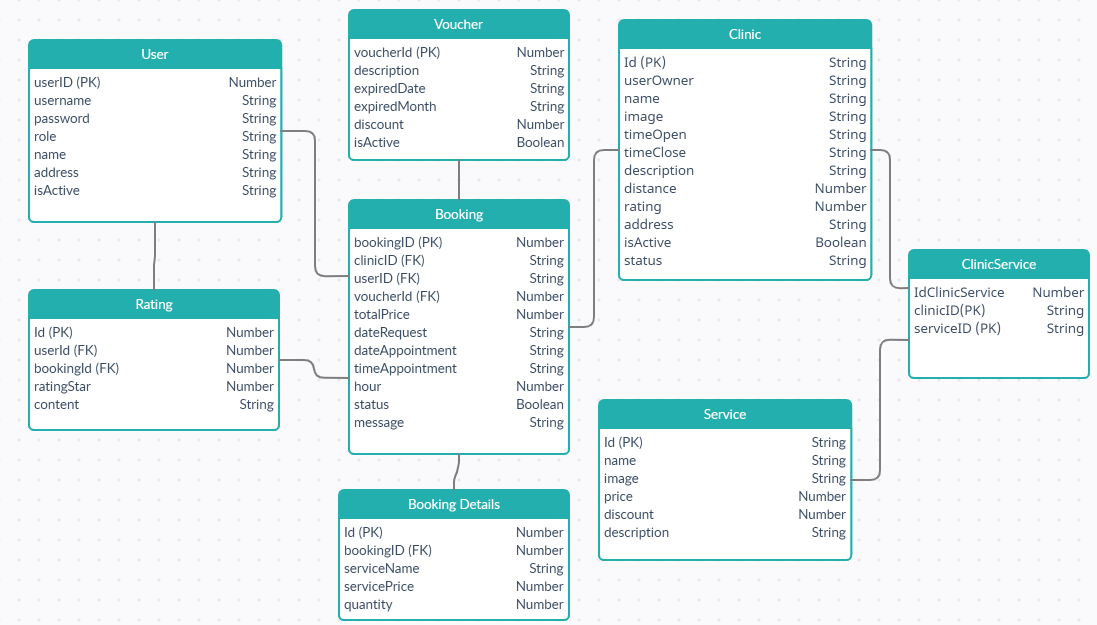 User
userID (PK) Number
username String
password String
role String
name String
address String
isActive String
Voucher
voucherId (PK) Number
description String
expiredDate String
expiredMonth String
discount Number
isActive Boolean
Clinic
Id (PK) String
userOwner String
name String
image String
timeOpen String
timeClose String
description String
distance Number
rating Number
address String
isActive Boolean
status String
Booking
bookingID (PK) Number
clinicID (FK) String
userID (FK) String
voucherId (FK) Number
totalPrice Number
dateRequest String
dateAppointment String
timeAppointment String
hour Number
status Boolean
message String
ClinicService
IdClinicService Number
clinicID(PK) String
serviceID (PK) String
Rating
Id (PK) Number
userId (FK) Number
bookingId (FK) Number
ratingStar Number
content String
Service
Id (PK) String
name String
image String
price Number
discount Number
description String
Booking Details
Id (PK) Number
bookingID (FK) Number
serviceName String
servicePrice Number
quantity Number